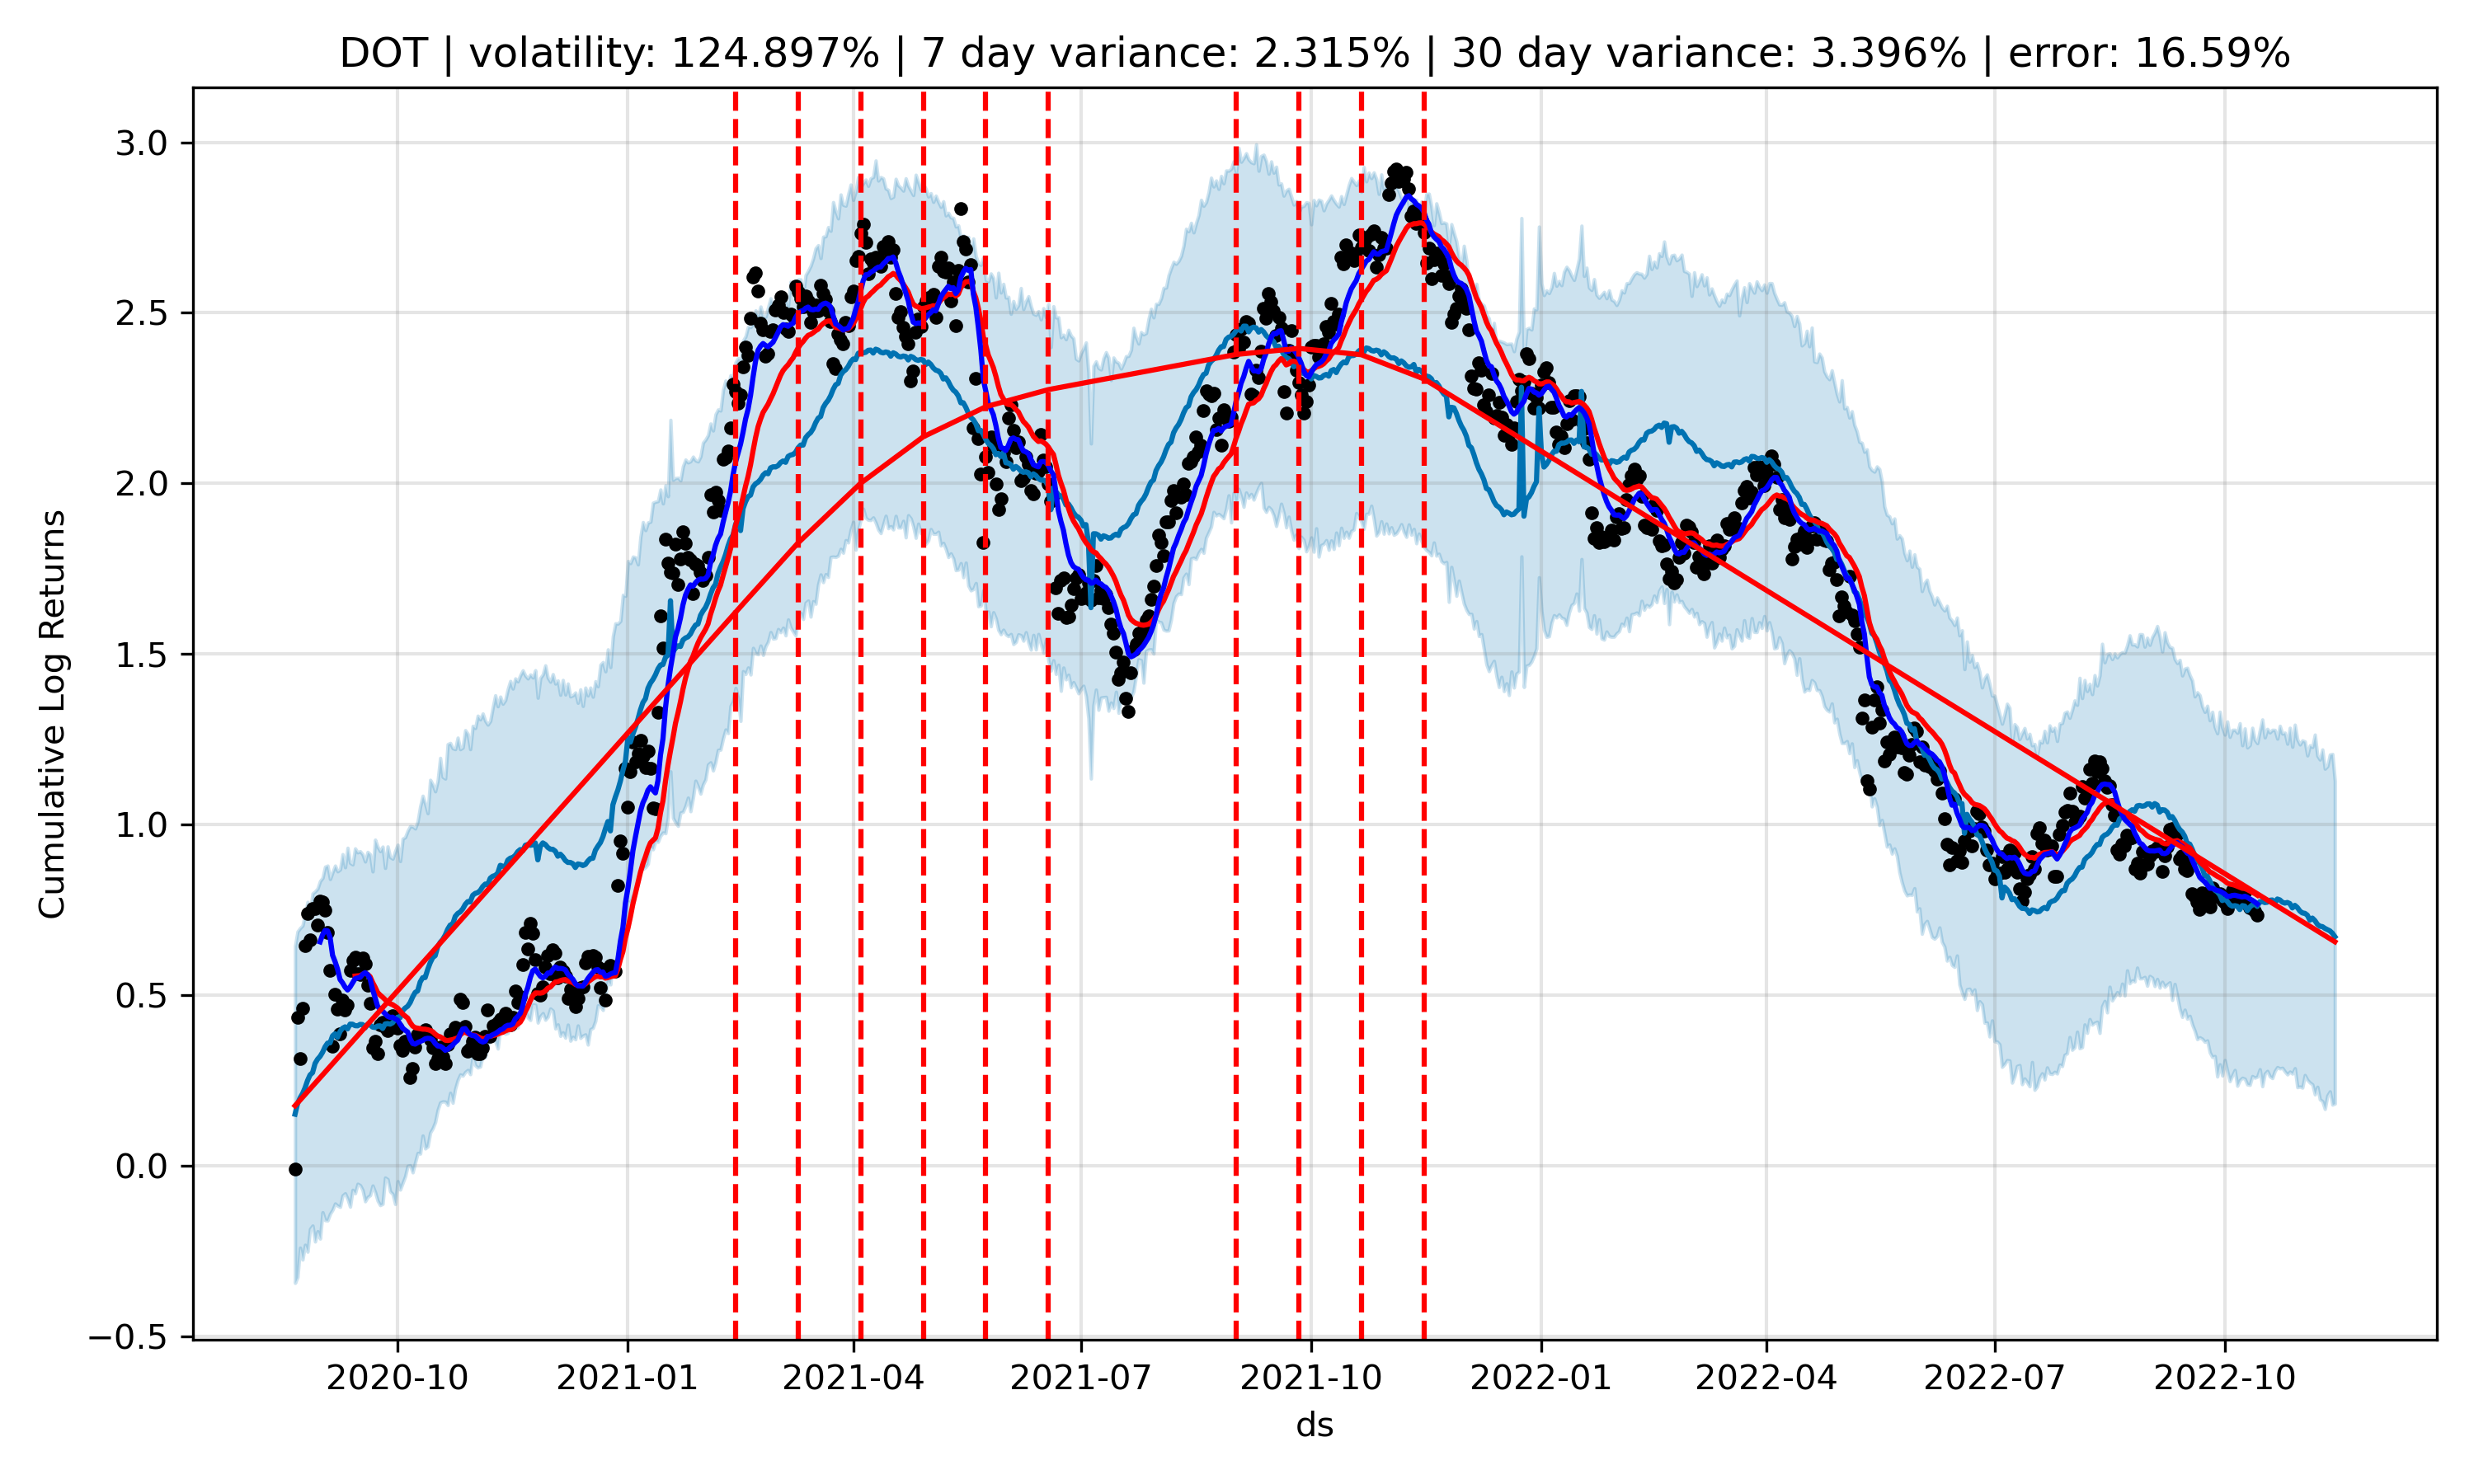 DOT | volatility: 124.897% | 7 day variance: 2.315% | 30 day variance: 3.396% | error: 16.59%
Cumulative Log Returns
3.0
2.5
2.0
1.5
1.0
0.5
0.0
−0.5
2020-10 2021-01 2021-04 2021-07 2021-10 2022-01 2022-04 2022-07 2022-10
ds